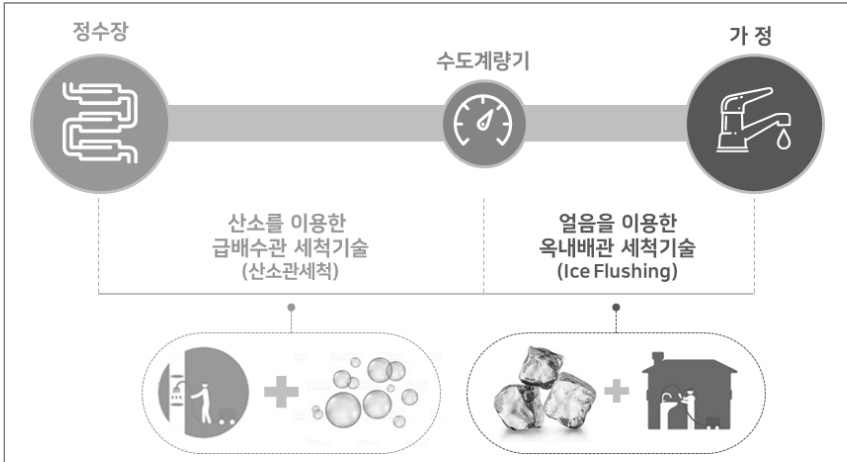 정수장
수도계량기
가 정
산소를 이용한
급배수관 세척기술
(산소관세척)
얼음을 이용한
옥내배관 세척기술
(Ice Flushing)